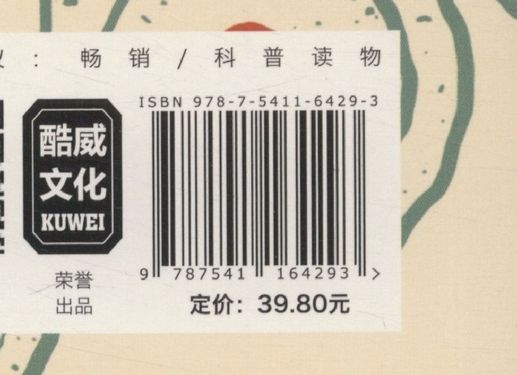 ：畅销/科普读物
ISBN 978-7-5411-6429-3
酷威
文化
KUWEI
荣誉
出品
9 787541 164293 >
定价：39.80元